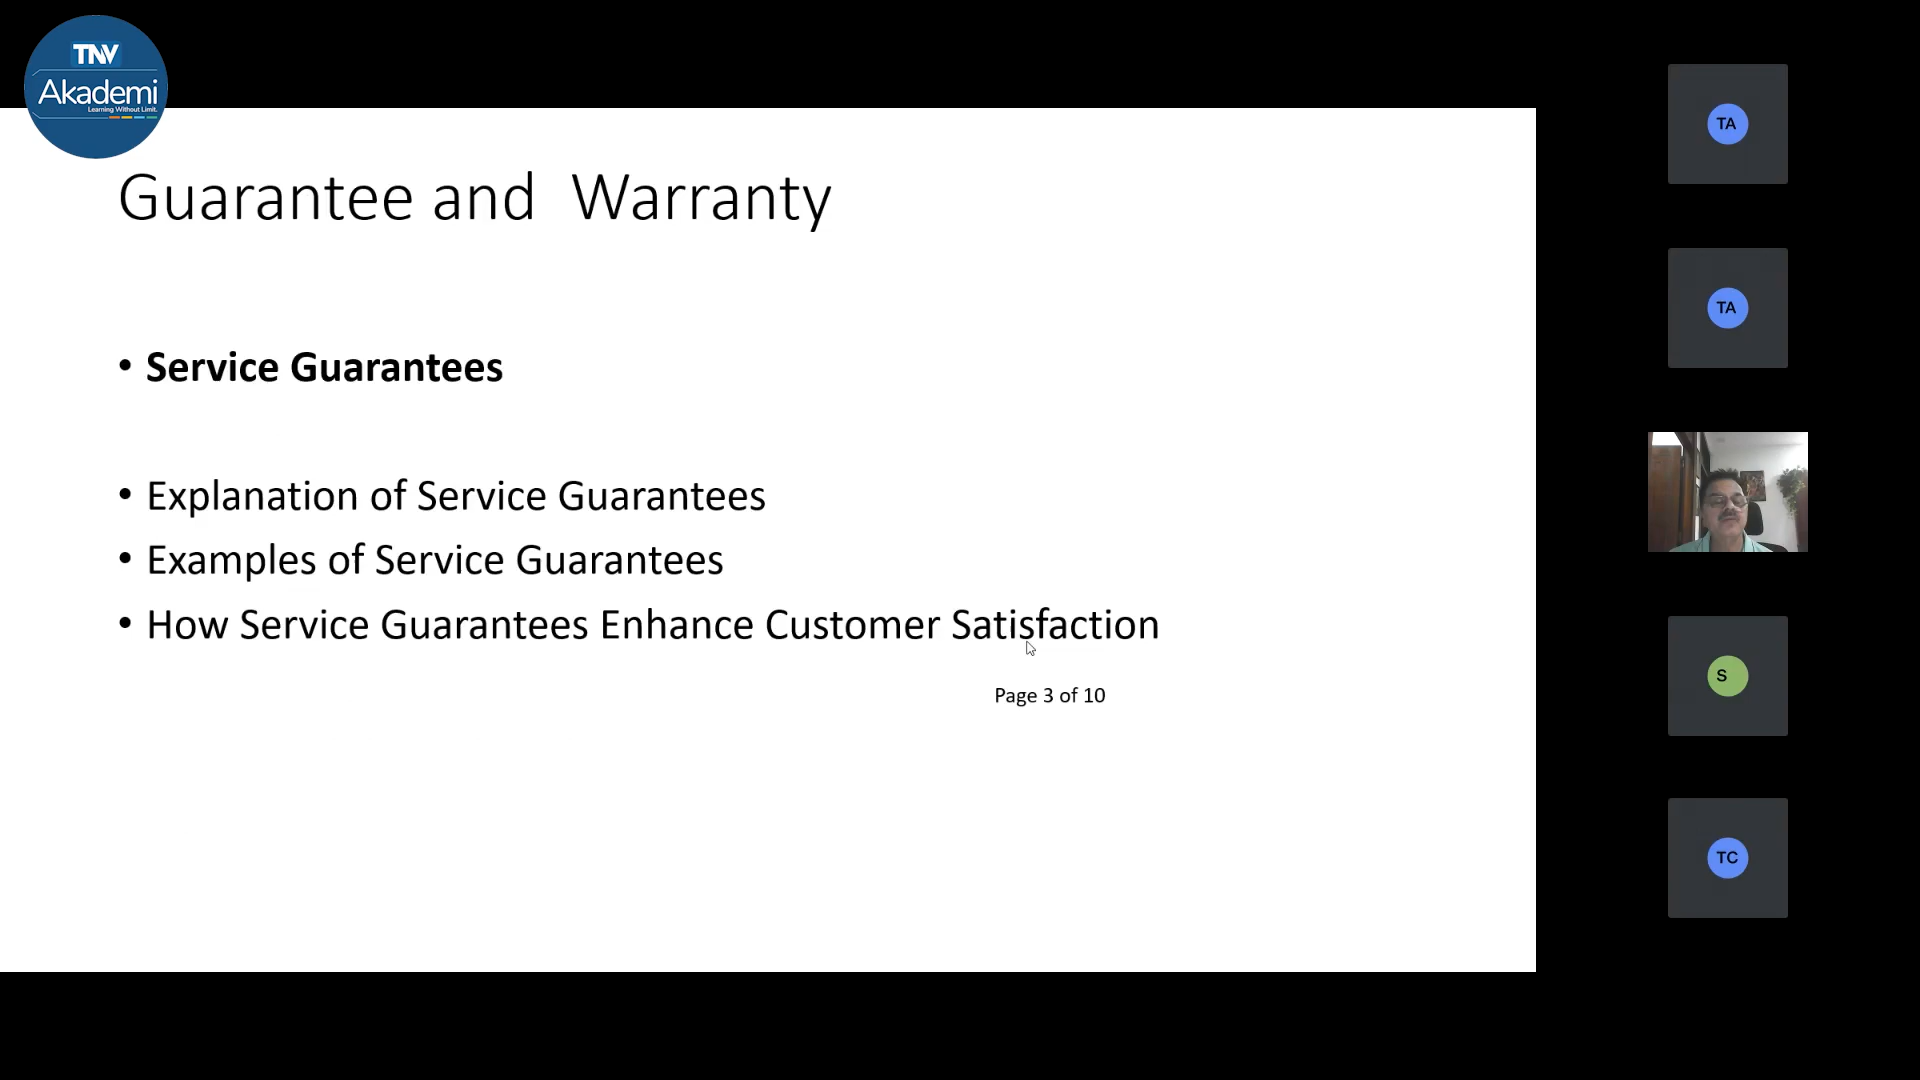 TNV
Akademi
Learning Without Limit.
Guarantee and  Warranty
• Service Guarantees
• Explanation of Service Guarantees
• Examples of Service Guarantees
• How Service Guarantees Enhance Customer Satisfaction
Page 3 of 10
TA
TA
S
TC